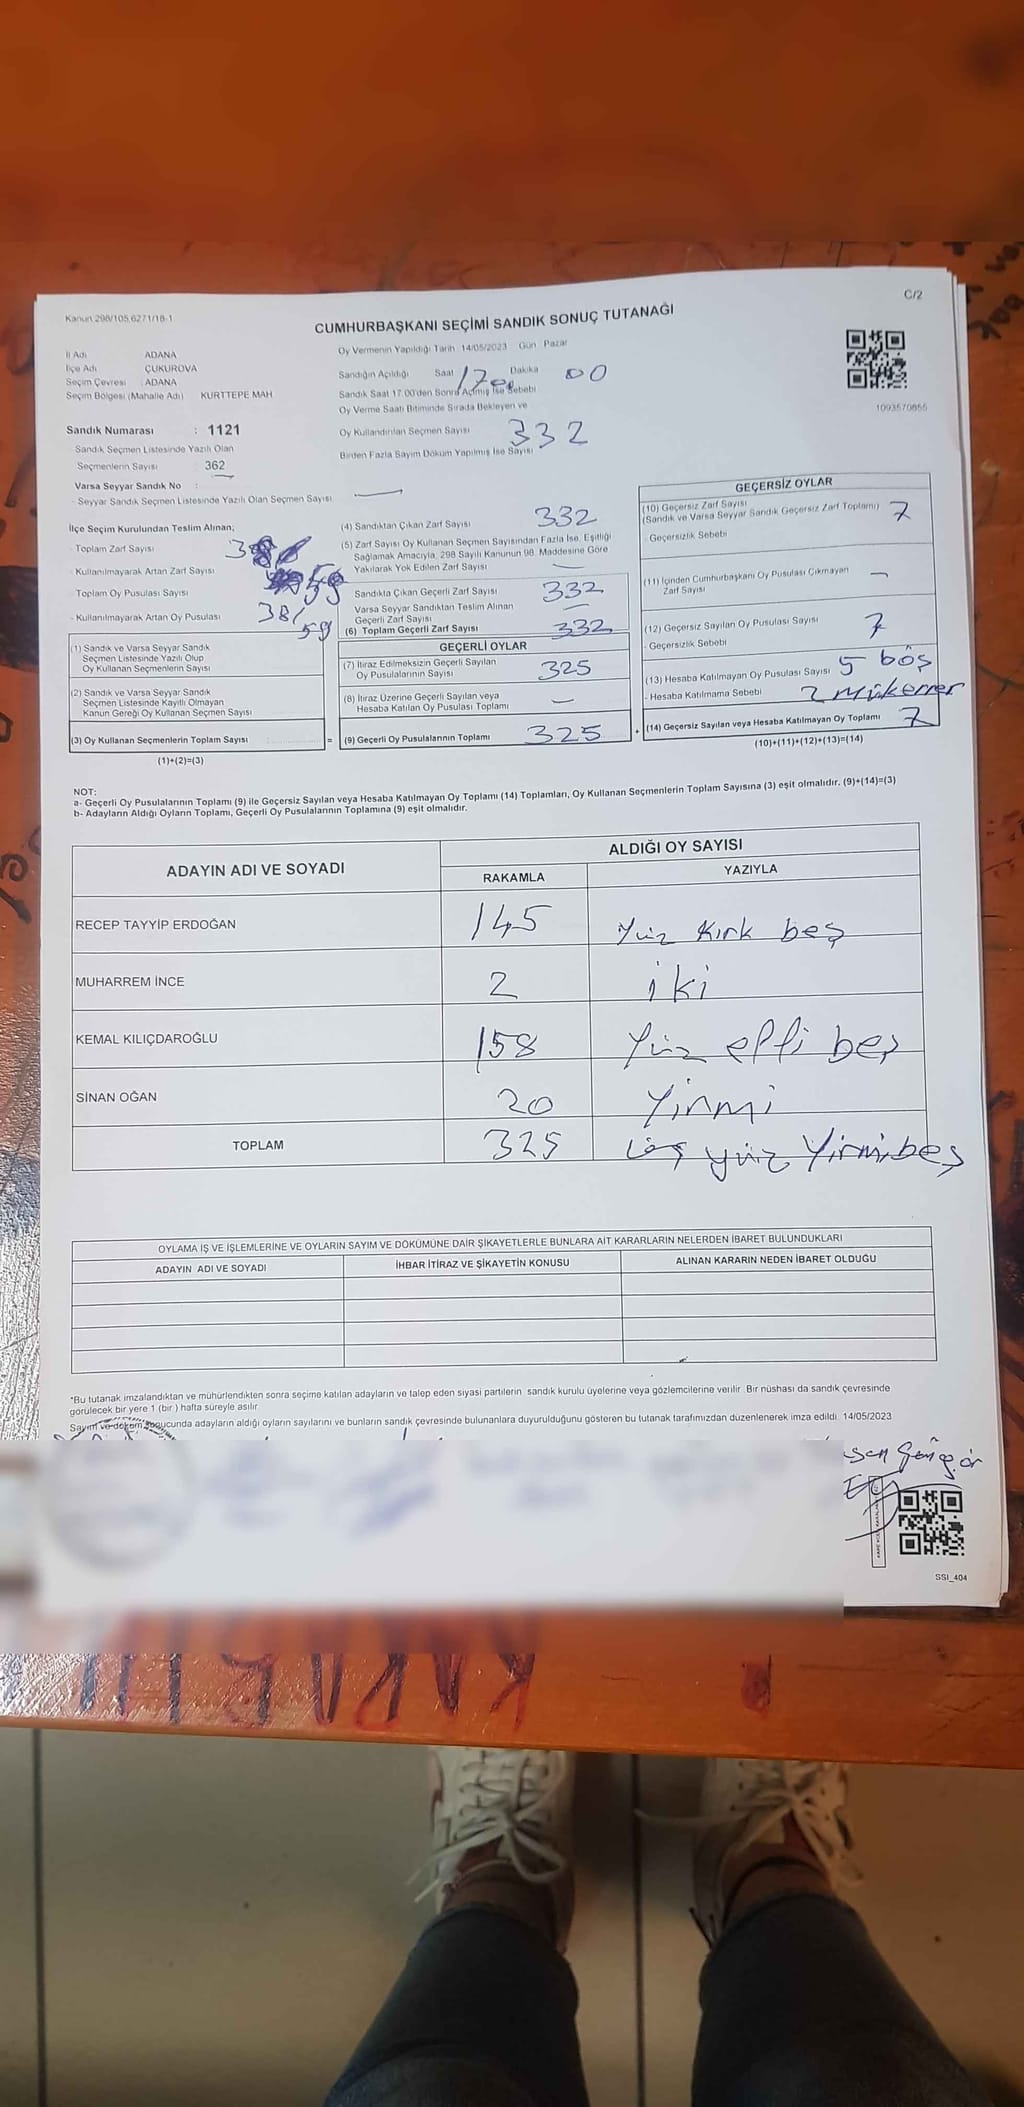 C/2
Kanun 298/105,6271/18-1
CUMHURBAŞKANI SEÇİMİ SANDIK SONUÇ TUTANAĞI
İl Adı ADANA
İlçe Adı ÇUKUROVA
Seçim Çevresi : ADANA
Seçim Bölgesi (Mahalle Adı) KURTTEPE MAH
Sandık Numarası : 1121
Sandık Seçmen Listesinde Yazılı Olan
Seçmenlerin Sayısı : 362
Varsa Seyyar Sandık No :
- Seyyar Sandık Seçmen Listesinde Yazılı Olan Seçmen Sayısı
Oy Vermenin Yapıldığı Tarih 14/05/2023 Gün Pazar
Sandığın Açıldığı Saat 17 00 Dakika 00
Sandık Saat 17.00'den Sonra Açılmış İse Sebebi
Oy Verme Saati Bitiminde Sırada Bekleyen ve
Oy Kullandırılan Seçmen Sayısı 332
Birden Fazla Sayım Döküm Yapılmış İse Sayısı
1093570855
İlçe Seçim Kurulundan Teslim Alınan;
- Toplam Zarf Sayısı
- Kullanılmayarak Artan Zarf Sayısı 59
- Toplam Oy Pusulası Sayısı
- Kullanılmayarak Artan Oy Pusulası 381 59
(1) Sandık ve Varsa Seyyar Sandık
Seçmen Listesinde Yazılı Olup
Oy Kullanan Seçmenlerin Sayısı
(2) Sandık ve Varsa Seyyar Sandık
Seçmen Listesinde Kayıtlı Olmayan
Kanun Gereği Oy Kullanan Seçmen Sayısı
(3) Oy Kullanan Seçmenlerin Toplam Sayısı =
(1)+(2)=(3)
(4) Sandıktan Çıkan Zarf Sayısı 332
(5) Zarf Sayısı Oy Kullanan Seçmen Sayısından Fazla İse, Eşitliği
Sağlamak Amacıyla, 298 Sayılı Kanunun 98. Maddesine Göre
Yakılarak Yok Edilen Zarf Sayısı —
Sandıkta Çıkan Geçerli Zarf Sayısı 332
Varsa Seyyar Sandıktan Teslim Alınan
Geçerli Zarf Sayısı —
(6) Toplam Geçerli Zarf Sayısı 332
GEÇERLİ OYLAR
(7) İtiraz Edilmeksizin Geçerli Sayılan
Oy Pusulalarının Sayısı 325
(8) İtiraz Üzerine Geçerli Sayılan veya
Hesaba Katılan Oy Pusulası Toplamı —
(9) Geçerli Oy Pusulalarının Toplamı 325 +
GEÇERSİZ OYLAR
(10) Geçersiz Zarf Sayısı
(Sandık ve Varsa Seyyar Sandık Geçersiz Zarf Toplamı) 7
- Geçersizlik Sebebi
(11) İçinden Cumhurbaşkanı Oy Pusulası Çıkmayan
Zarf Sayısı —
(12) Geçersiz Sayılan Oy Pusulası Sayısı 7
- Geçersizlik Sebebi
(13) Hesaba Katılmayan Oy Pusulası Sayısı 5 böş
- Hesaba Katılmama Sebebi 2 Mükerrer
(14) Geçersiz Sayılan veya Hesaba Katılmayan Oy Toplamı 7
(10)+(11)+(12)+(13)=(14)
NOT:
a- Geçerli Oy Pusulalarının Toplamı (9) ile Geçersiz Sayılan veya Hesaba Katılmayan Oy Toplamı (14) Toplamları, Oy Kullanan Seçmenlerin Toplam Sayısına (3) eşit olmalıdır. (9)+(14)=(3)
b- Adayların Aldığı Oyların Toplamı, Geçerli Oy Pusulalarının Toplamına (9) eşit olmalıdır.
ADAYIN ADI VE SOYADI ALDIĞI OY SAYISI
RAKAMLA YAZIYLA
RECEP TAYYİP ERDOĞAN 145 Yüz Kırk beş
MUHARREM İNCE 2 iki
KEMAL KILIÇDAROĞLU 158 Yüz elli beş
SİNAN OĞAN 20 Yirmi
TOPLAM 325 üç yüz Yirmi beş
OYLAMA İŞ VE İŞLEMLERİNE VE OYLARIN SAYIM VE DÖKÜMÜNE DAİR ŞİKAYETLERLE BUNLARA AİT KARARLARIN NELERDEN İBARET BULUNDUKLARI
ADAYIN ADI VE SOYADI İHBAR İTİRAZ VE ŞİKAYETİN KONUSU ALINAN KARARIN NEDEN İBARET OLDUĞU
*Bu tutanak imzalandıktan ve mühürlendikten sonra seçime katılan adayların ve talep eden siyasi partilerin sandık kurulu üyelerine veya gözlemcilerine verilir. Bir nüshası da sandık çevresinde
görülecek bir yere 1 (bir ) hafta süreyle asılır.
Sayım ve döküm sonucunda adayların aldığı oyların sayılarını ve bunların sandık çevresinde bulunanlara duyurulduğunu gösteren bu tutanak tarafımızdan düzenlenerek imza edildi. 14/05/2023
SSİ_404